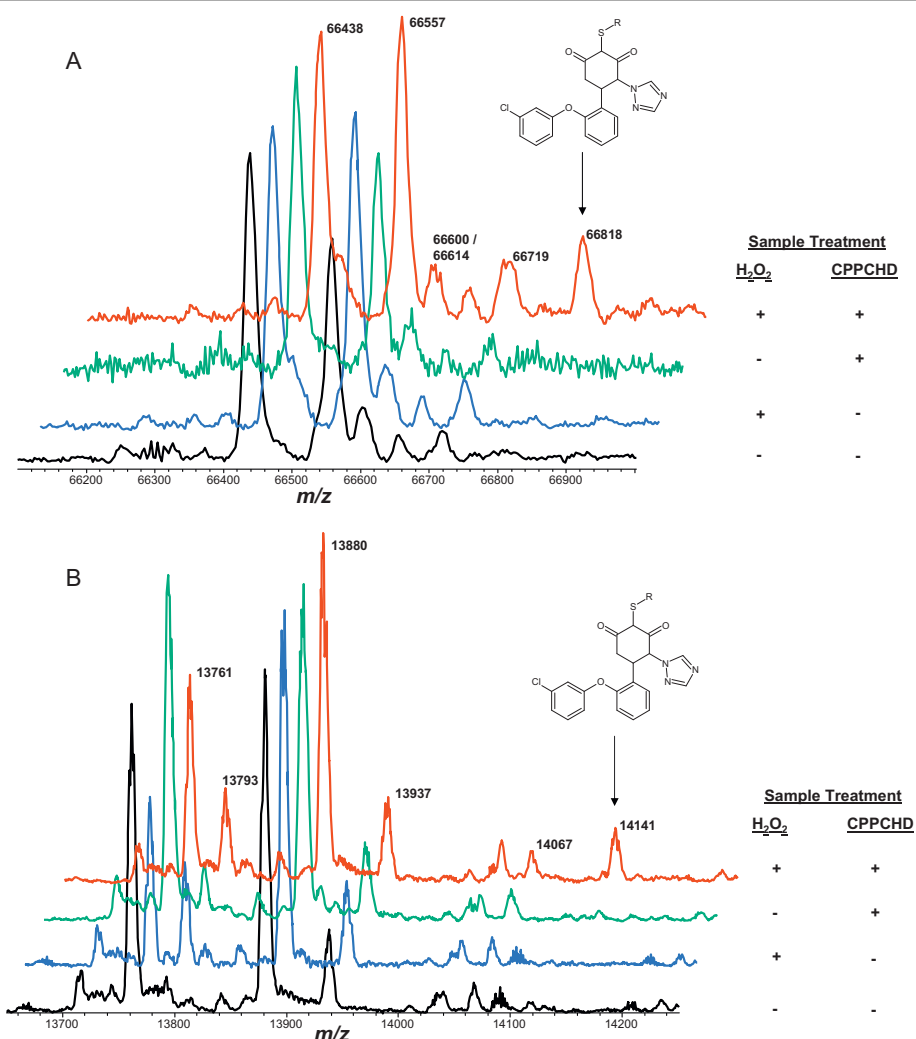 A
66438
66557
66600 /
66614
66719
66818
S
R
O
O
N
N
N
Cl
O
Sample Treatment
H2O2 CPPCHD
+ +
- +
+ -
- -
66200 66300 66400 66500 66600 66700 66800 66900
m/z
B
13880
13761
13793
13937
14067
14141
S
R
O
O
N
N
N
Cl
O
Sample Treatment
H2O2 CPPCHD
+ +
- +
+ -
- -
13700 13800 13900 14000 14100 14200
m/z